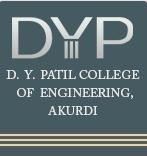 DYP
D. Y. PATIL COLLEGE
OF ENGINEERING,
AKURDI